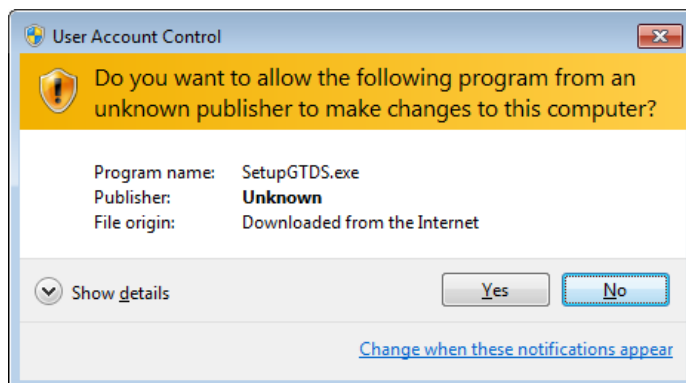 User Account Control
Do you want to allow the following program from an
unknown publisher to make changes to this computer?
Program name: SetupGTDS.exe
Publisher: Unknown
File origin: Downloaded from the Internet
Show details
Yes
No
Change when these notifications appear